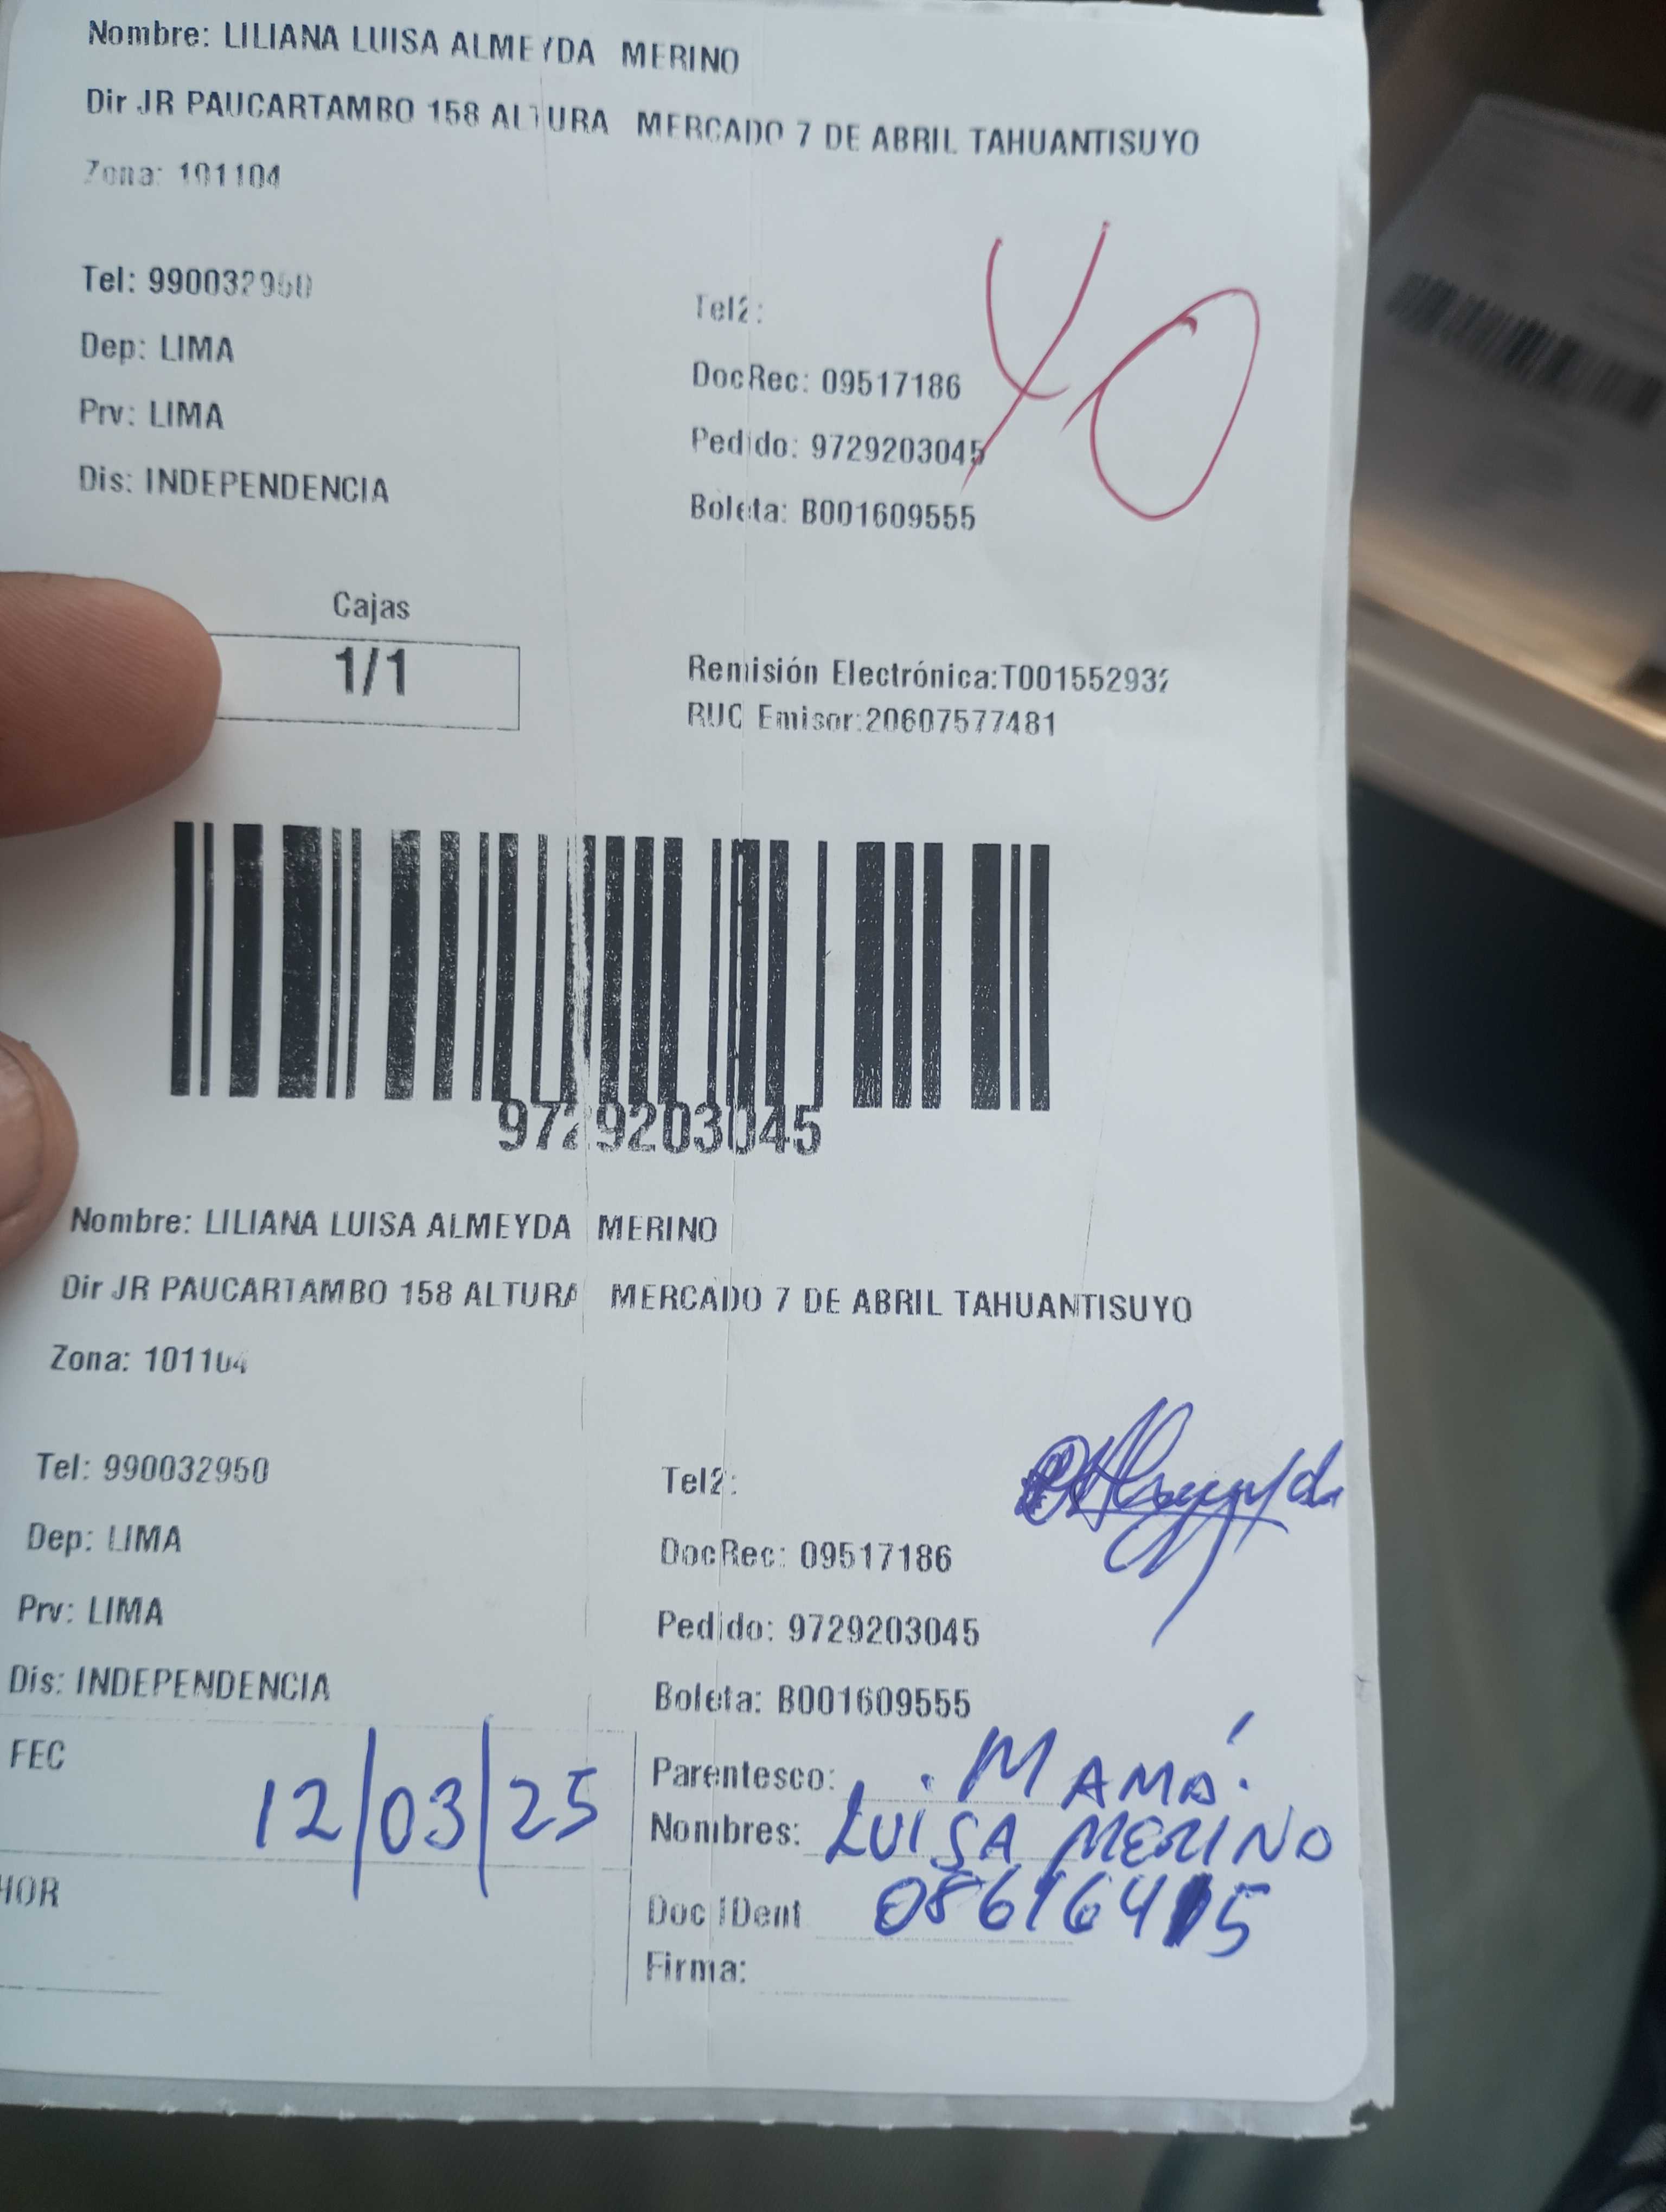 Nombre: LILIANA LUISA ALMEYDA MERINO
Dir JR PAUCARTAMBO 158 ALTURA MERCADO 7 DE ABRIL TAHUANTISUYO
Zona: 101104
Tel: 990032950 Tel2:
Dep: LIMA DocRec: 09517186
Prv: LIMA Pedido: 9729203045
Dis: INDEPENDENCIA Boleta: B001609555
40
Cajas
1/1
Remisión Electrónica:
RUC Emisor:20607577481
9729203045
Nombre: LILIANA LUISA ALMEYDA MERINO
Dir JR PAUCARTAMBO 158 ALTURA MERCADO 7 DE ABRIL TAHUANTISUYO
Zona: 101104
Tel: 990032950 Tel2:
Dep: LIMA DocRec: 09517186
Prv: LIMA Pedido: 9729203045
Dis: INDEPENDENCIA Boleta: B001609555
FEC 12/03/25
Parentesco: MAMÁ.
Nombres: LUISA MERINO
HOR
Doc IDent
Firma: